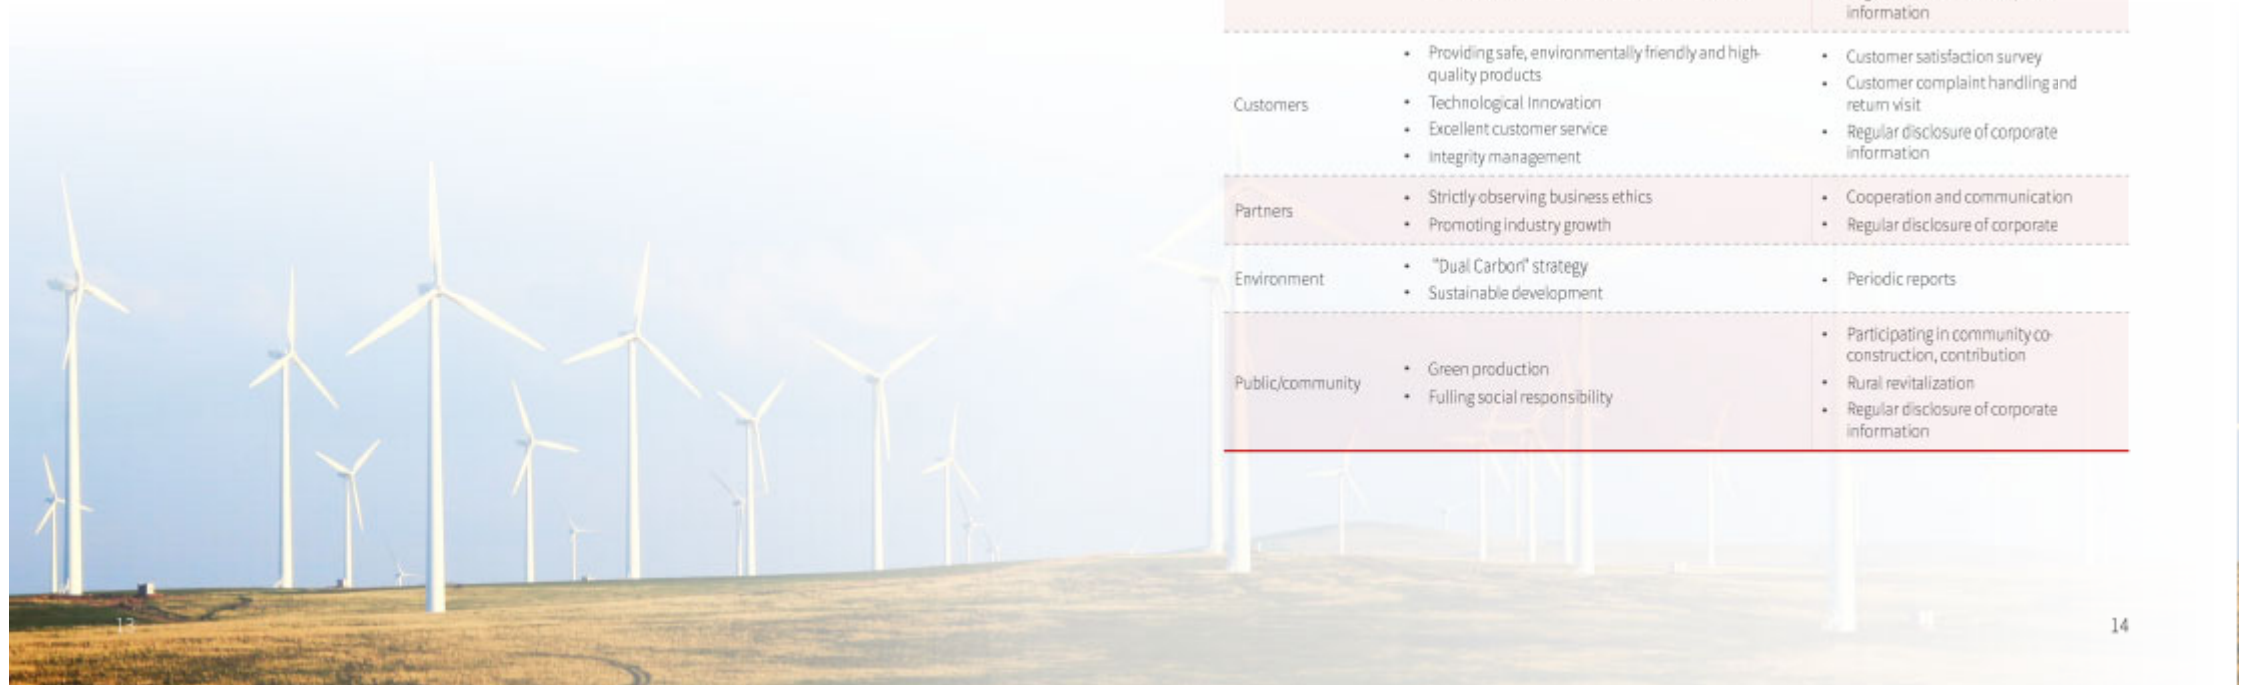 information
Customers
• Providing safe, environmentally friendly and high-
quality products
• Technological Innovation
• Excellent customer service
• Integrity management
• Customer satisfaction survey
• Customer complaint handling and
return visit
• Regular disclosure of corporate
information
Partners
• Strictly observing business ethics
• Promoting industry growth
• Cooperation and communication
• Regular disclosure of corporate
Environment
• "Dual Carbon" strategy
• Sustainable development
• Periodic reports
Public/community
• Green production
• Fulling social responsibility
• Participating in community co-
construction, contribution
• Rural revitalization
• Regular disclosure of corporate
information
13
14